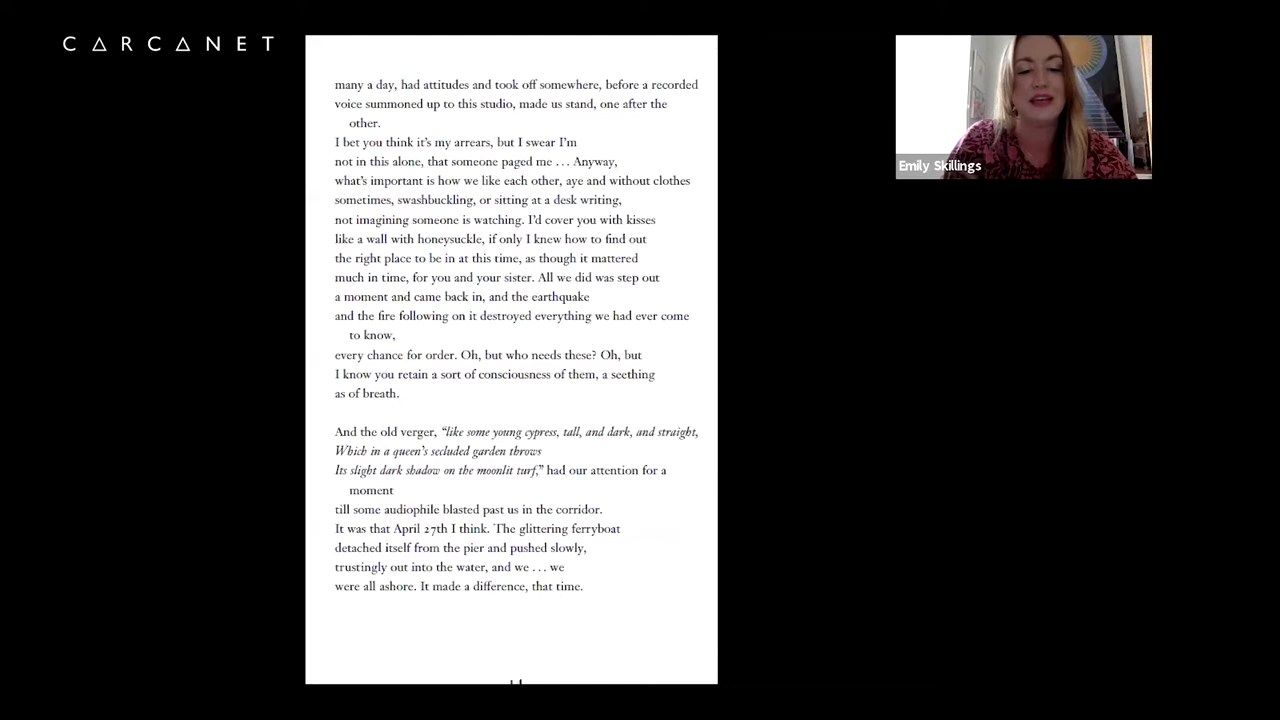 CARCANET
many a day, had attitudes and took off somewhere, before a recorded
voice summoned up to this studio, made us stand, one after the
other.
I bet you think it's my arrears, but I swear I'm
not in this alone, that someone paged me . . . Anyway,
what's important is how we like each other, aye and without clothes
sometimes, swashbuckling, or sitting at a desk writing,
not imagining someone is watching. I'd cover you with kisses
like a wall with honeysuckle, if only I knew how to find out
the right place to be in at this time, as though it mattered
much in time, for you and your sister. All we did was step out
a moment and came back in, and the earthquake
and the fire following on it destroyed everything we had ever come
to know,
every chance for order. Oh, but who needs these? Oh, but
I know you retain a sort of consciousness of them, a seething
as of breath.
And the old verger, “like some young cypress, tall, and dark, and straight,
Which in a queen's secluded garden throws
Its slight dark shadow on the moonlit turf,” had our attention for a
moment
till some audiophile blasted past us in the corridor.
It was that April 27th I think. The glittering ferryboat
detached itself from the pier and pushed slowly,
trustingly out into the water, and we . . . we
were all ashore. It made a difference, that time.
Emily Skillings